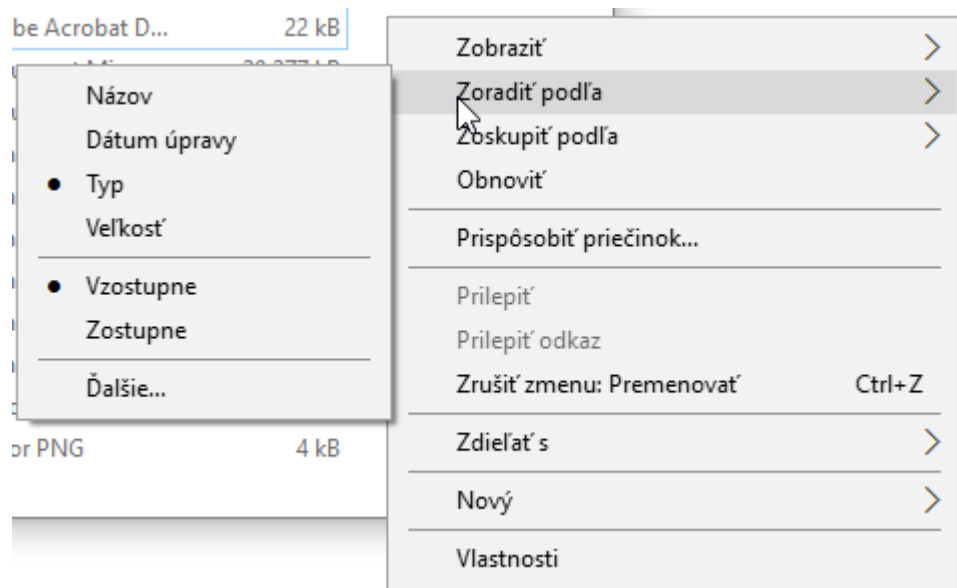 be Acrobat D... 22 kB
Zobraziť
Zoradiť podľa
Zoskupiť podľa
Obnoviť
Prispôsobiť priečinok...
Prilepiť
Prilepiť odkaz
Zrušiť zmenu: Premenovať Ctrl+Z
Zdieľať s
Nový
Vlastnosti
Názov
Dátum úpravy
Typ
Veľkosť
Vzostupne
Zostupne
Ďalšie...
or PNG 4 kB